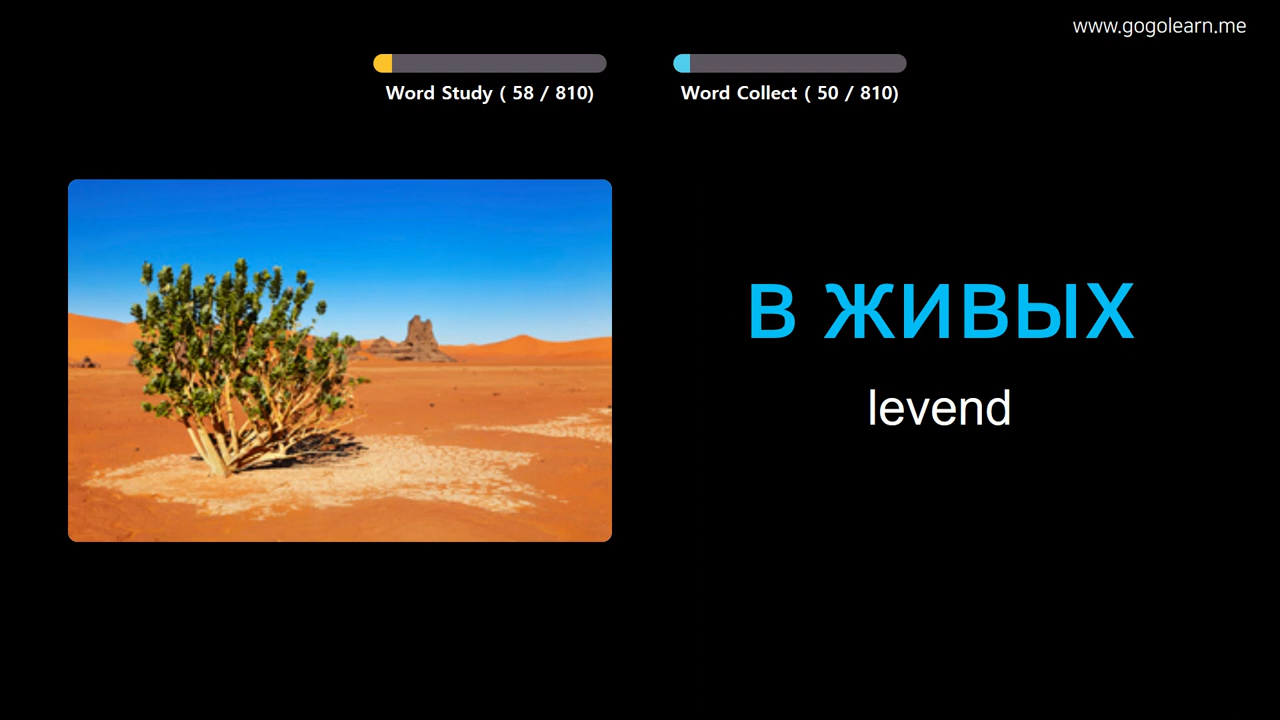 www.gogolearn.me
Word Study ( 58 / 810)
Word Collect ( 50 / 810)
в живых
levend